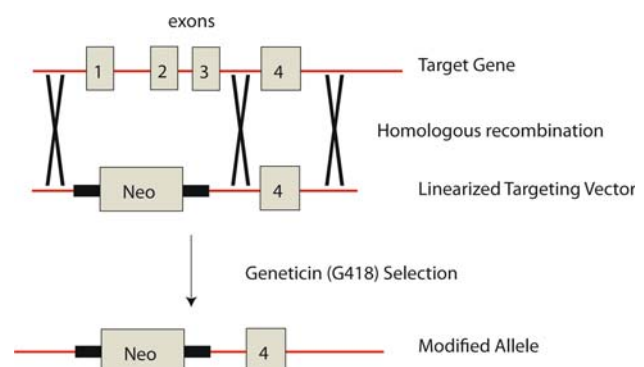 exons
1 2 3 4 Target Gene
Homologous recombination
Neo 4 Linearized Targeting Vector
Geneticin (G418) Selection
Neo 4 Modified Allele